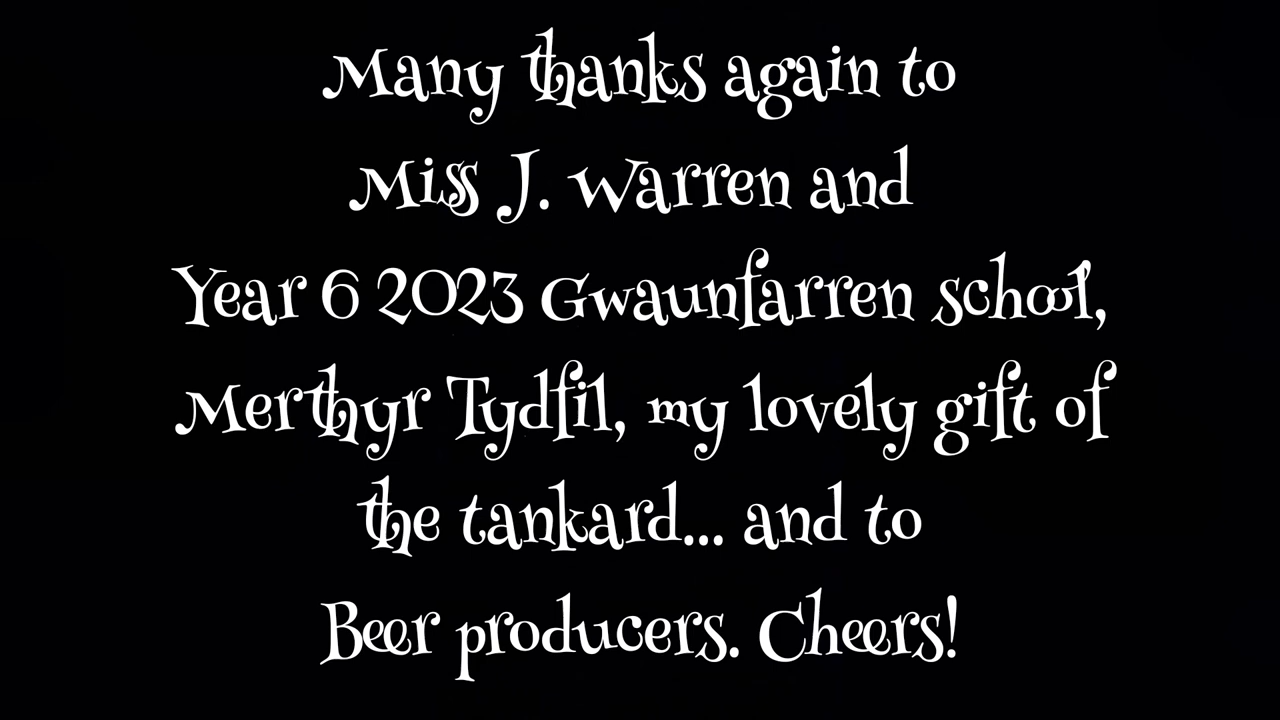 Many thanks again to
Miss J. Warren and
Year 6 2023 Gwaunfarren school,
Merthyr Tydfil, my lovely gift of
the tankard... and to
Beer producers. Cheers!